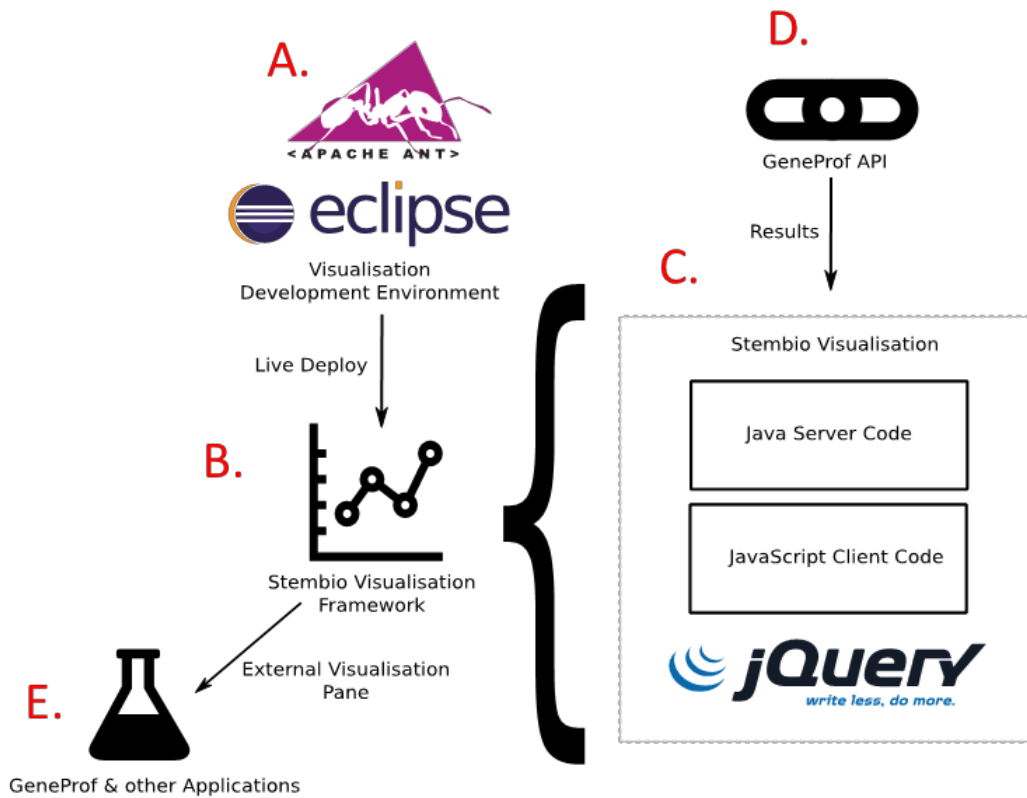 A.
<APACHE ANT>
eclipse
Visualisation
Development Environment
Live Deploy
B.
Stembio Visualisation
Framework
External Visualisation
Pane
E.
GeneProf & other Applications
D.
GeneProf API
Results
C.
Stembio Visualisation
Java Server Code
JavaScript Client Code
jQuery
write less, do more.